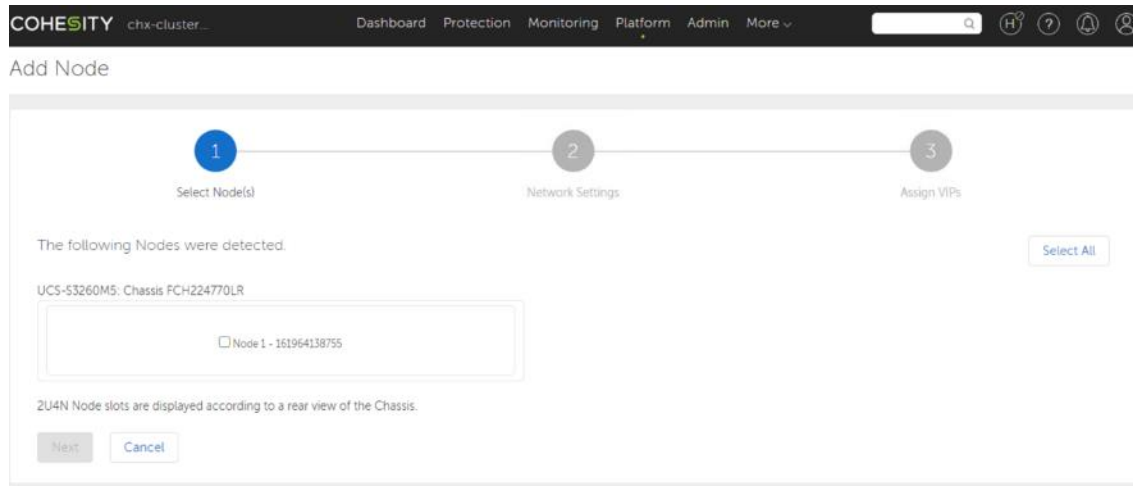 COHESITY chx-cluster... Dashboard Protection Monitoring Platform Admin More
Add Node
1 2 3
Select Node(s) Network Settings Assign VIPs
The following Nodes were detected. Select All
UCS-S3260M5: Chassis FCH224770LR
Node 1 - 161964138755
2U4N Node slots are displayed according to a rear view of the Chassis.
Next Cancel